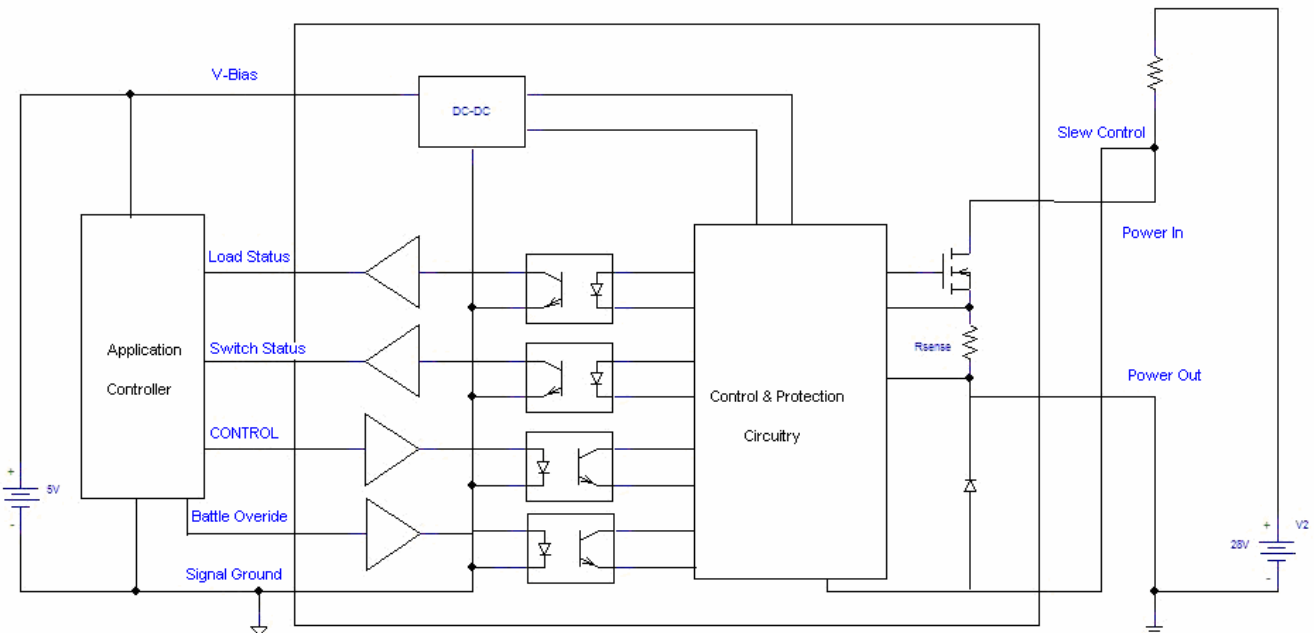 V-Bias
DC-DC
Slew Control
Power In
Load Status
Switch Status
Application
Controller
Rsense
Power Out
Control & Protection
Circuitry
CONTROL
+
5V
-
Battle Overide
Signal Ground
+
V2
28V
-